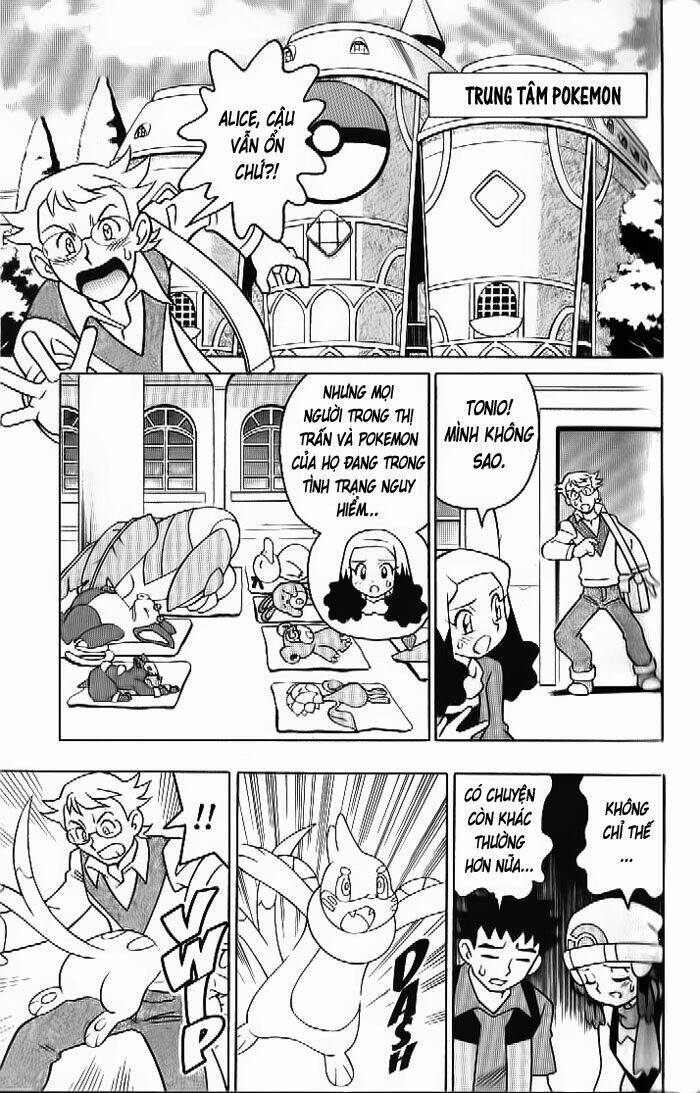 TRUNG TÂM POKEMON
ALICE, CẬU
VẪN ỔN
CHỨ?!
TONIO!
MÌNH KHÔNG
SAO.
NHƯNG MỌI
NGƯỜI TRONG THỊ
TRẤN VÀ POKEMON
CỦA HỌ ĐANG TRONG
TÌNH TRẠNG NGUY
HIỂM...
KHÔNG
CHỈ THẾ
...
CÓ CHUYỆN
CÒN KHÁC
THƯỜNG
HƠN NỮA...
DASH
!!
VWIP